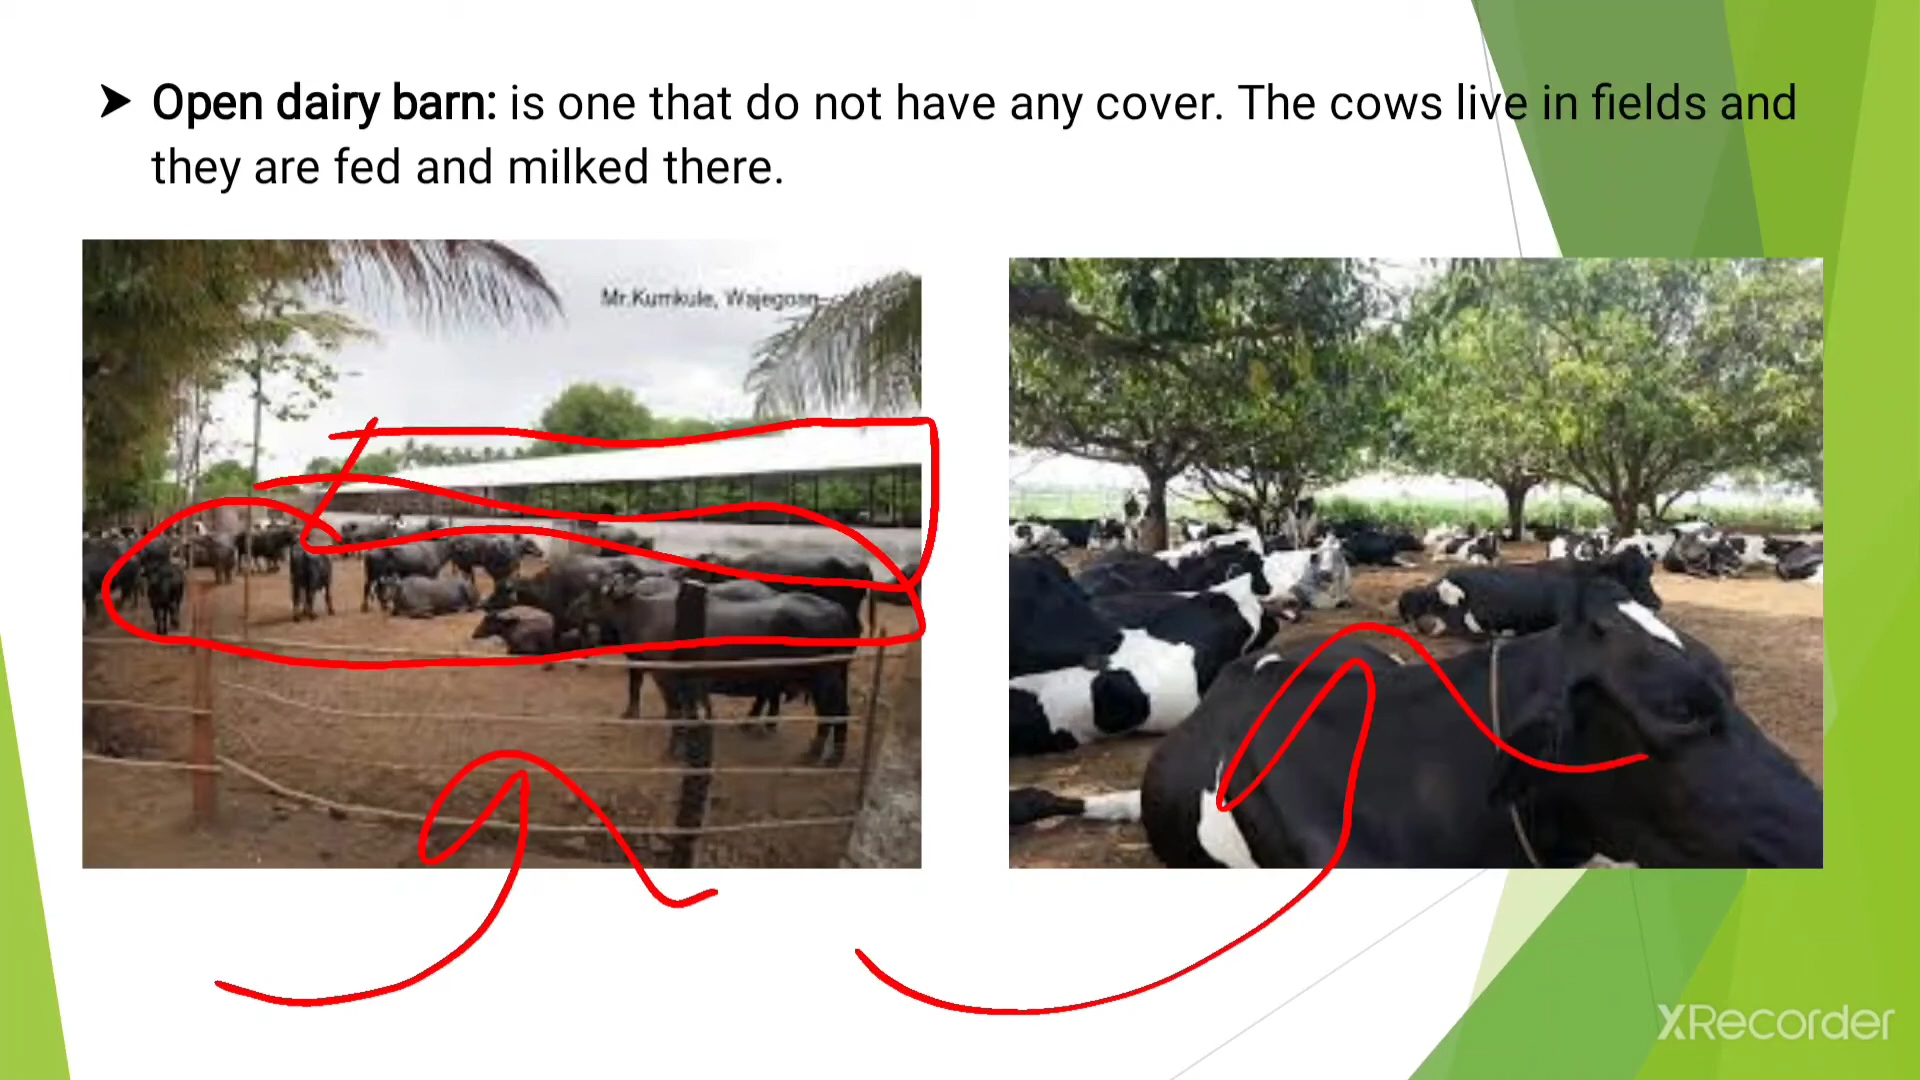 ➤ Open dairy barn: is one that do not have any cover. The cows live in fields and
they are fed and milked there.
Mr.Kumkule, Wajegoan
XRecorder